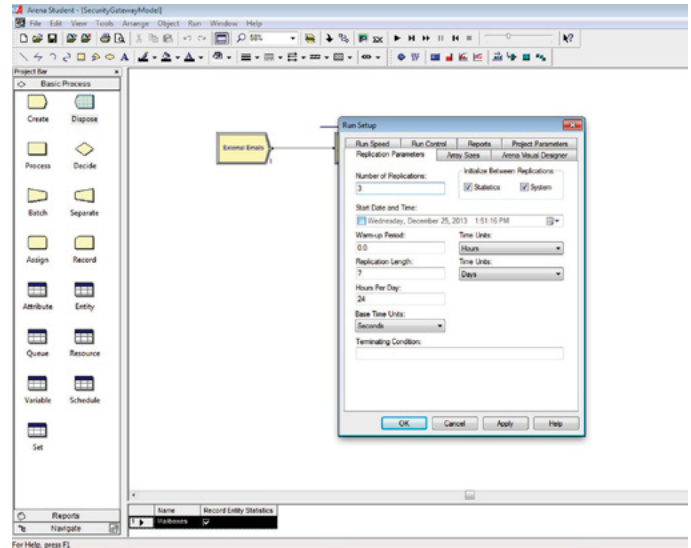 Arena Student - [SecurityGatewayModel]
File Edit View Tools Arrange Object Run Window Help
58%
Project Bar
Basic Process
Create Dispose
Process Decide
Batch Separate
Assign Record
Attribute Entity
Queue Resource
Variable Schedule
Set
Reports
Navigate
External Emails
Run Setup
Run Speed Run Control Reports Project Parameters
Replication Parameters Array Sizes Arena Visual Designer
Number of Replications:
3
Initialize Between Replications:
Statistics System
Start Date and Time:
Wednesday, December 25, 2013 1:51:16 PM
Warm-up Period: Time Units:
0.0 Hours
Replication Length: Time Units:
7 Days
Hours Per Day:
24
Base Time Units:
Seconds
Terminating Condition:
OK Cancel Apply Help
Name Record Entity Statistics
1 Mailboxes
For Help, press F1